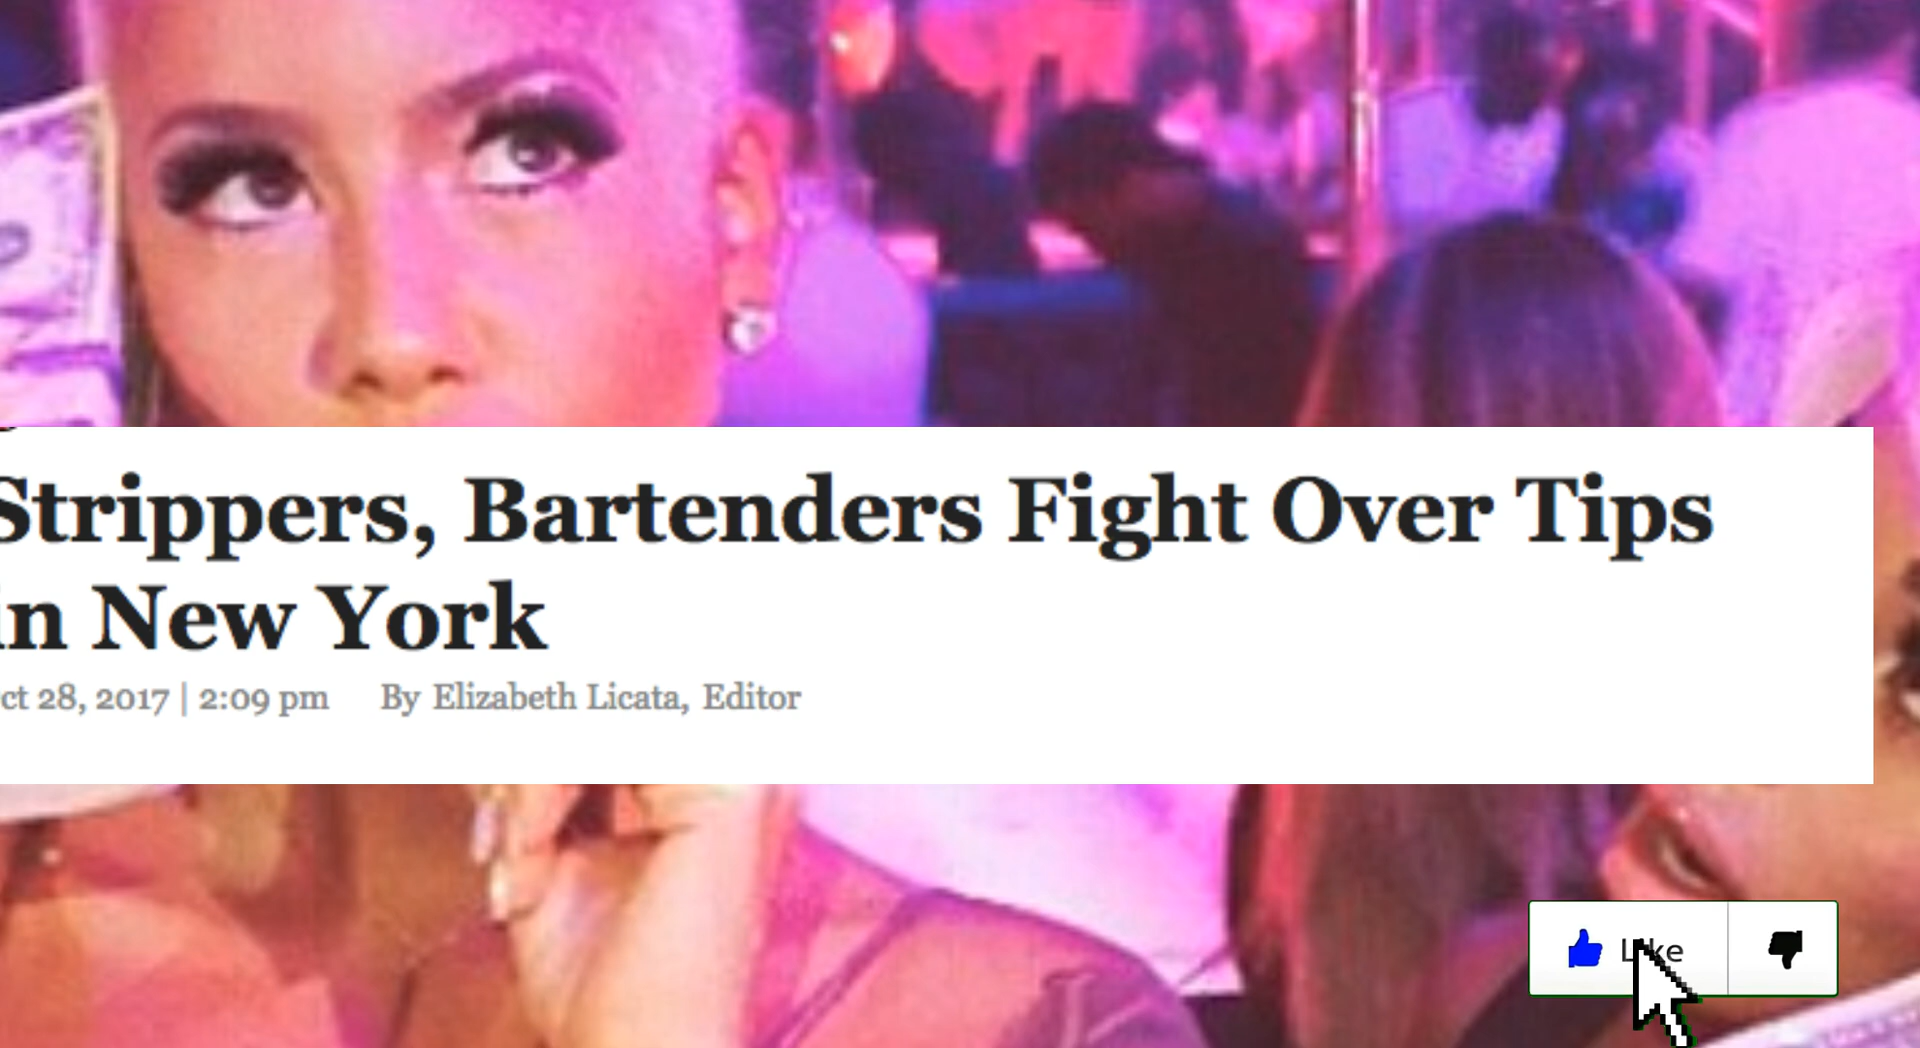 Strippers, Bartenders Fight Over Tips
in New York
ct 28, 2017 | 2:09 pm By Elizabeth Licata, Editor
Like